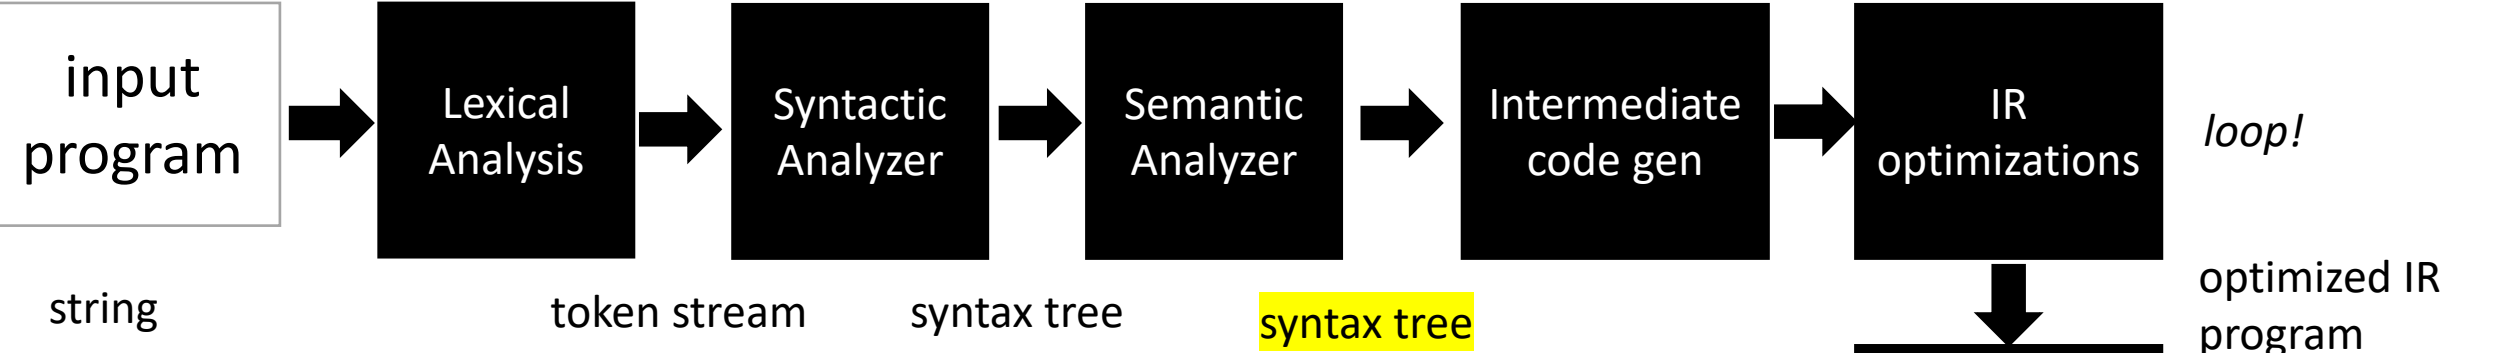 input
program
Lexical
Analysis
Syntactic
Analyzer
Semantic
Analyzer
Intermediate
code gen
IR
optimizations
loop!
string
token stream
syntax tree
syntax tree
optimized IR
program